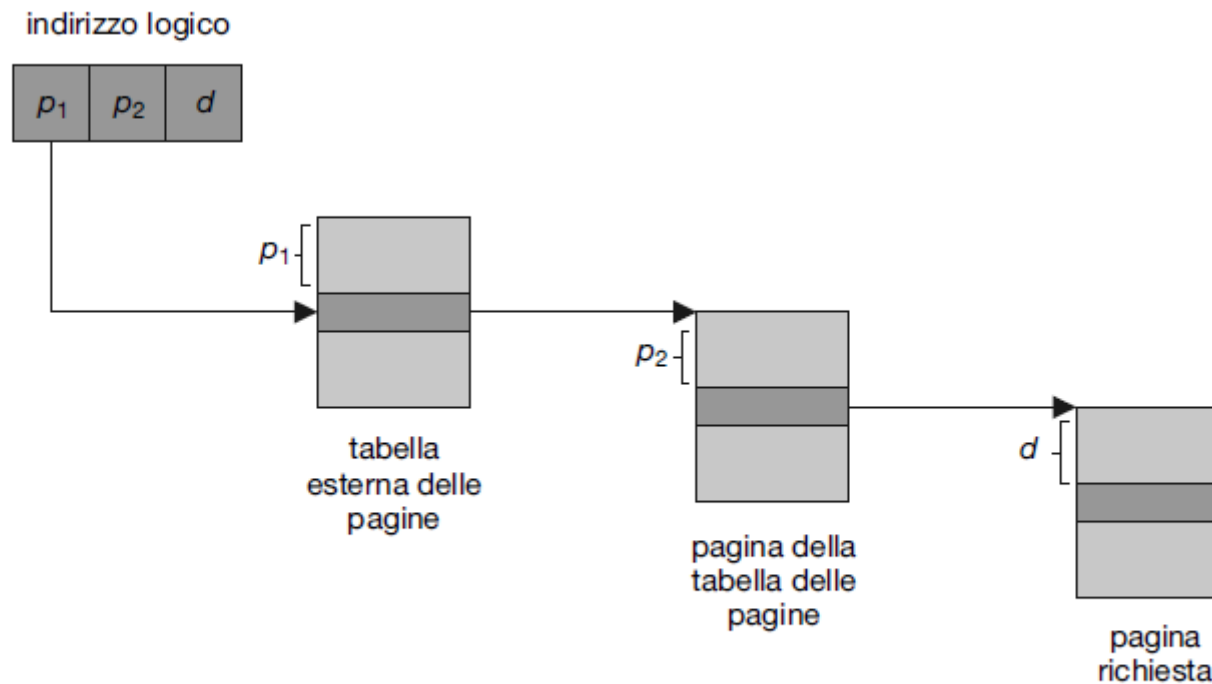 indirizzo logico
p1 p2 d
p1
tabella
esterna delle
pagine
p2
pagina della
tabella delle
pagine
d
pagina
richiesta